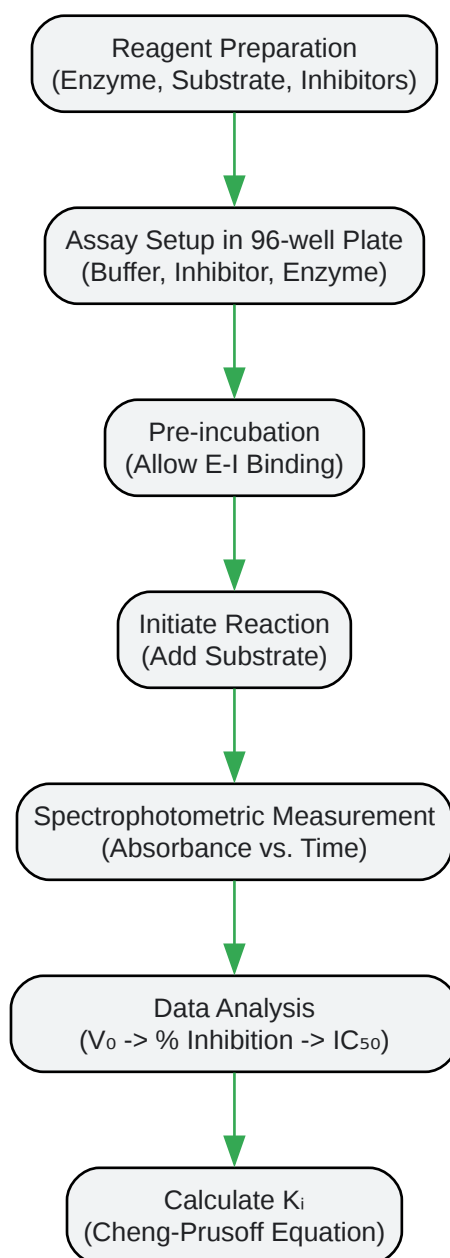 Reagent Preparation
(Enzyme, Substrate, Inhibitors)
Assay Setup in 96-well Plate
(Buffer, Inhibitor, Enzyme)
Pre-incubation
(Allow E-I Binding)
Initiate Reaction
(Add Substrate)
Spectrophotometric Measurement
(Absorbance vs. Time)
Data Analysis
(V₀ -> % Inhibition -> IC₅₀)
Calculate Kᵢ
(Cheng-Prusoff Equation)